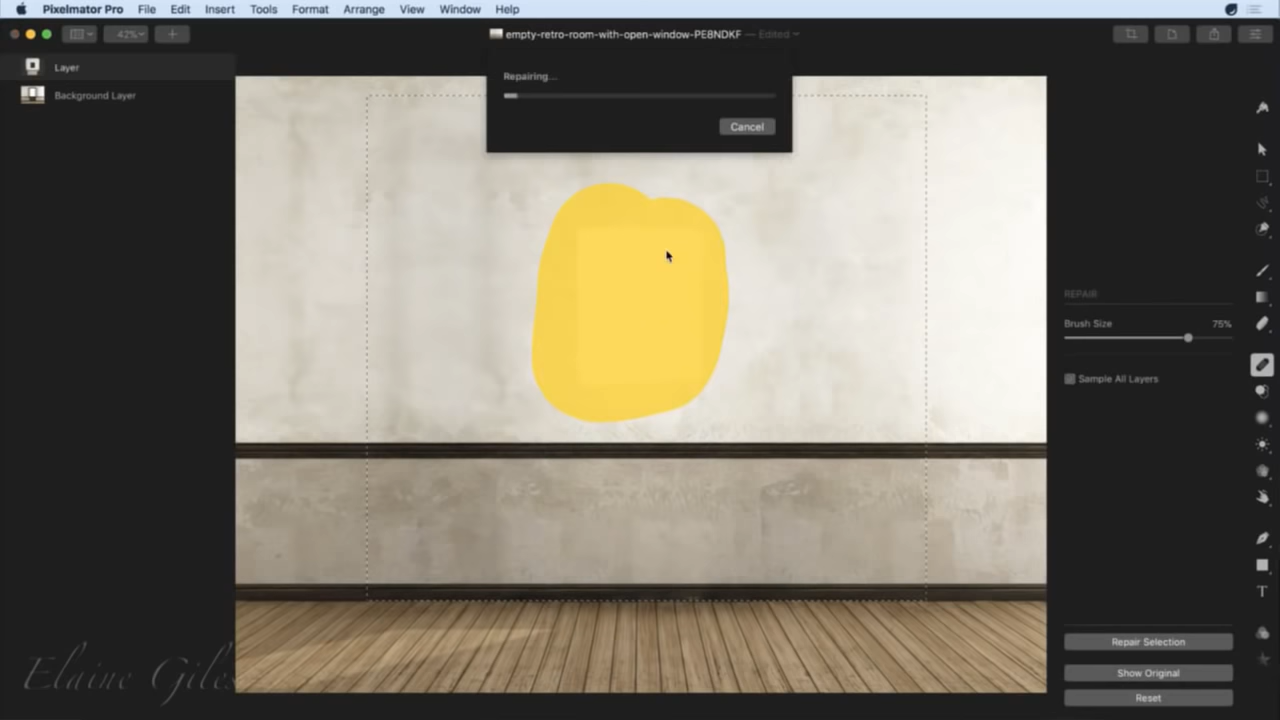 Pixelmator Pro File Edit Insert Tools Format Arrange View Window Help
42% empty-retro-room-with-open-window-PE8NDKF — Edited
Layer
Background Layer
Repairing...
Cancel
REPAIR
Brush Size 75%
Sample All Layers
Repair Selection
Show Original
Reset
Elaine Giles